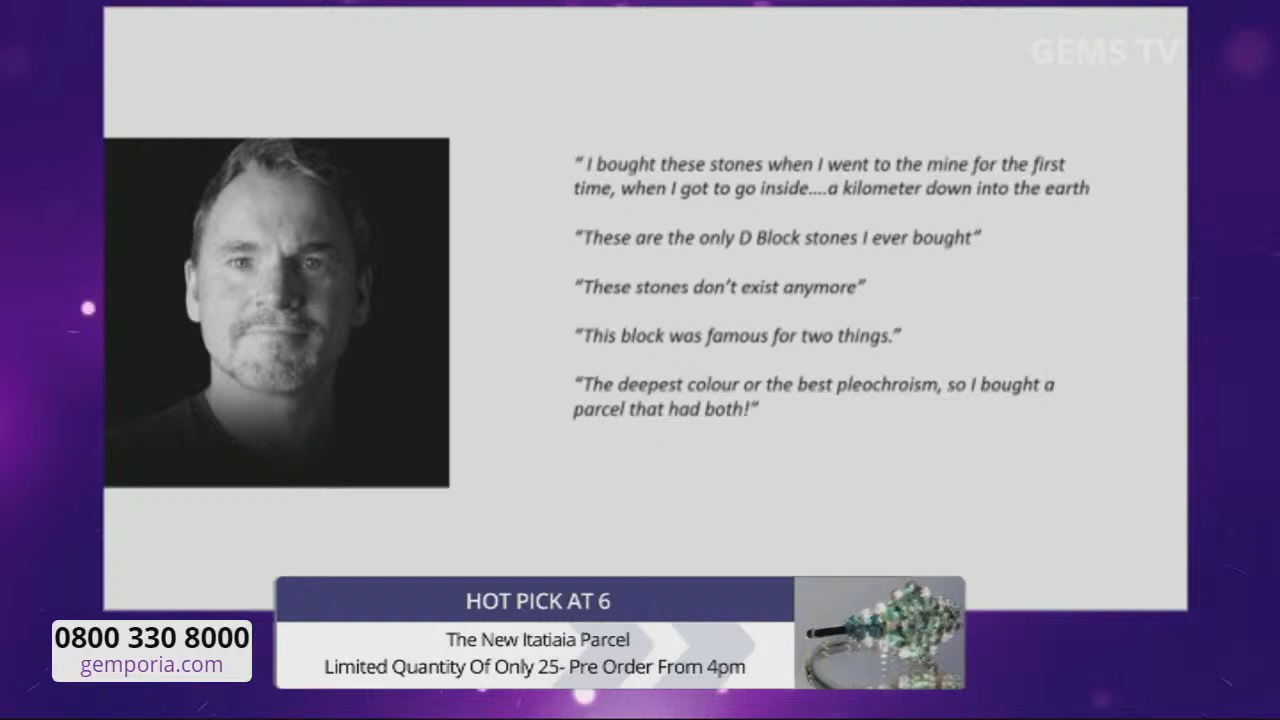 GEMS TV
“ I bought these stones when I went to the mine for the first
time, when I got to go inside....a kilometer down into the earth
“These are the only D Block stones I ever bought”
“These stones don’t exist anymore”
“This block was famous for two things.”
“The deepest colour or the best pleochroism, so I bought a
parcel that had both!”
HOT PICK AT 6
The New Itatiaia Parcel
Limited Quantity Of Only 25- Pre Order From 4pm
0800 330 8000
gemporia.com